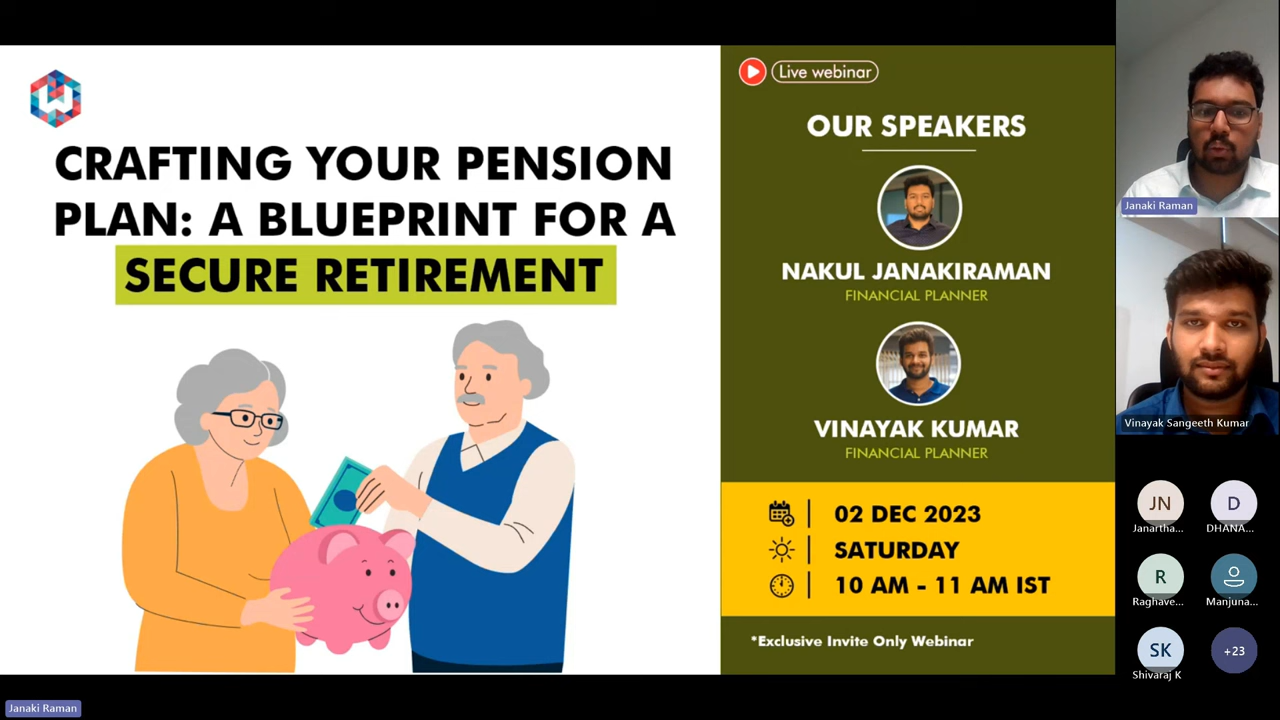 W
CRAFTING YOUR PENSION
PLAN: A BLUEPRINT FOR A
SECURE RETIREMENT
Live webinar
OUR SPEAKERS
NAKUL JANAKIRAMAN
FINANCIAL PLANNER
VINAYAK KUMAR
FINANCIAL PLANNER
02 DEC 2023
SATURDAY
10 AM - 11 AM IST
*Exclusive Invite Only Webinar
Janaki Raman
Vinayak Sangeeth Kumar
JN
Janartha...
D
DHANA...
R
Raghave...
Manjuna...
SK
Shivaraj K
+23
Janaki Raman